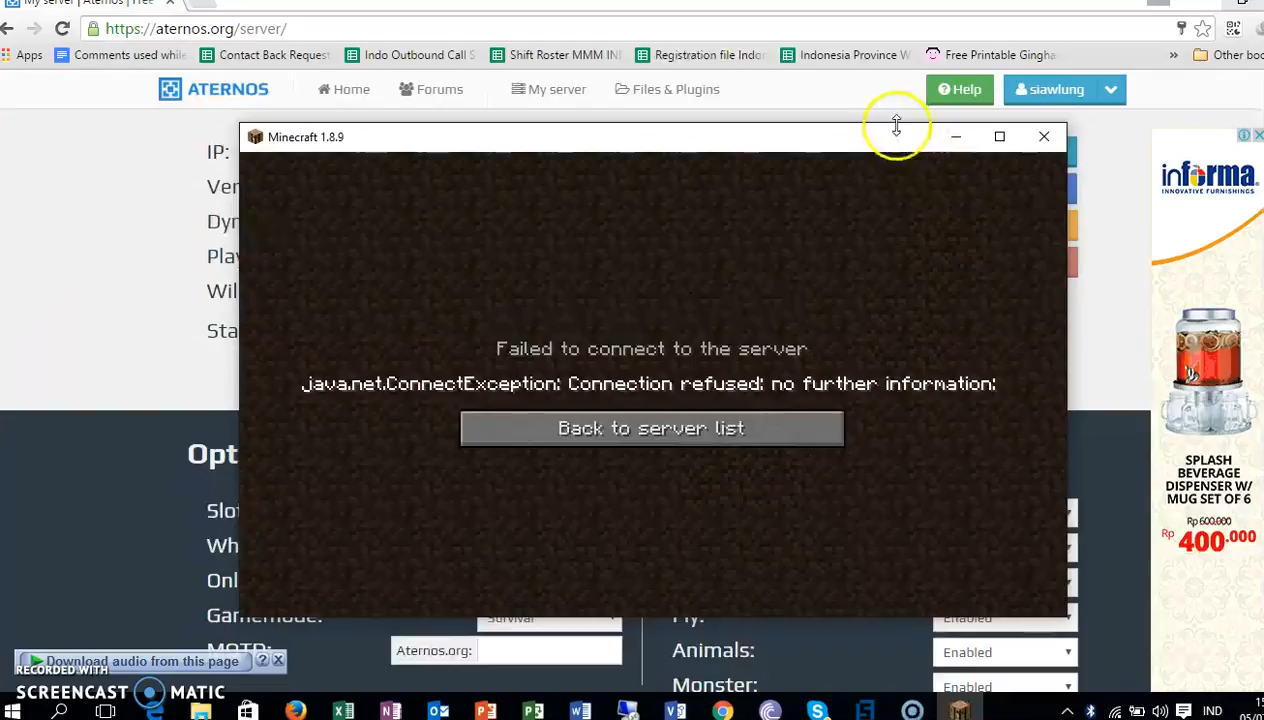 My server | Aternos | Free
https://aternos.org/server/
Apps Comments used while Contact Back Request Indo Outbound Call S Shift Roster MMM IN Registration file Indo Indonesia Province W Free Printable Gingha » Other boo
ATERNOS Home Forums My server Files & Plugins Help siawlung
Minecraft 1.8.9
IP:
Ver
Dyn
Play
Wil
Sta
Failed to connect to the server
java.net.ConnectException: Connection refused: no further information:
Back to server list
informa
INNOVATIVE FURNISHINGS
SPLASH
BEVERAGE
DISPENSER W/
MUG SET OF 6
Rp 600.000
Rp 400.000
Opt
Slot
Wh
Onl
Gamemode: Survival Fly: Enabled
MOTD: Aternos.org: Animals: Enabled
Monster: Enabled
Download audio from this page
RECORDED WITH
SCREENCAST MATIC
IND